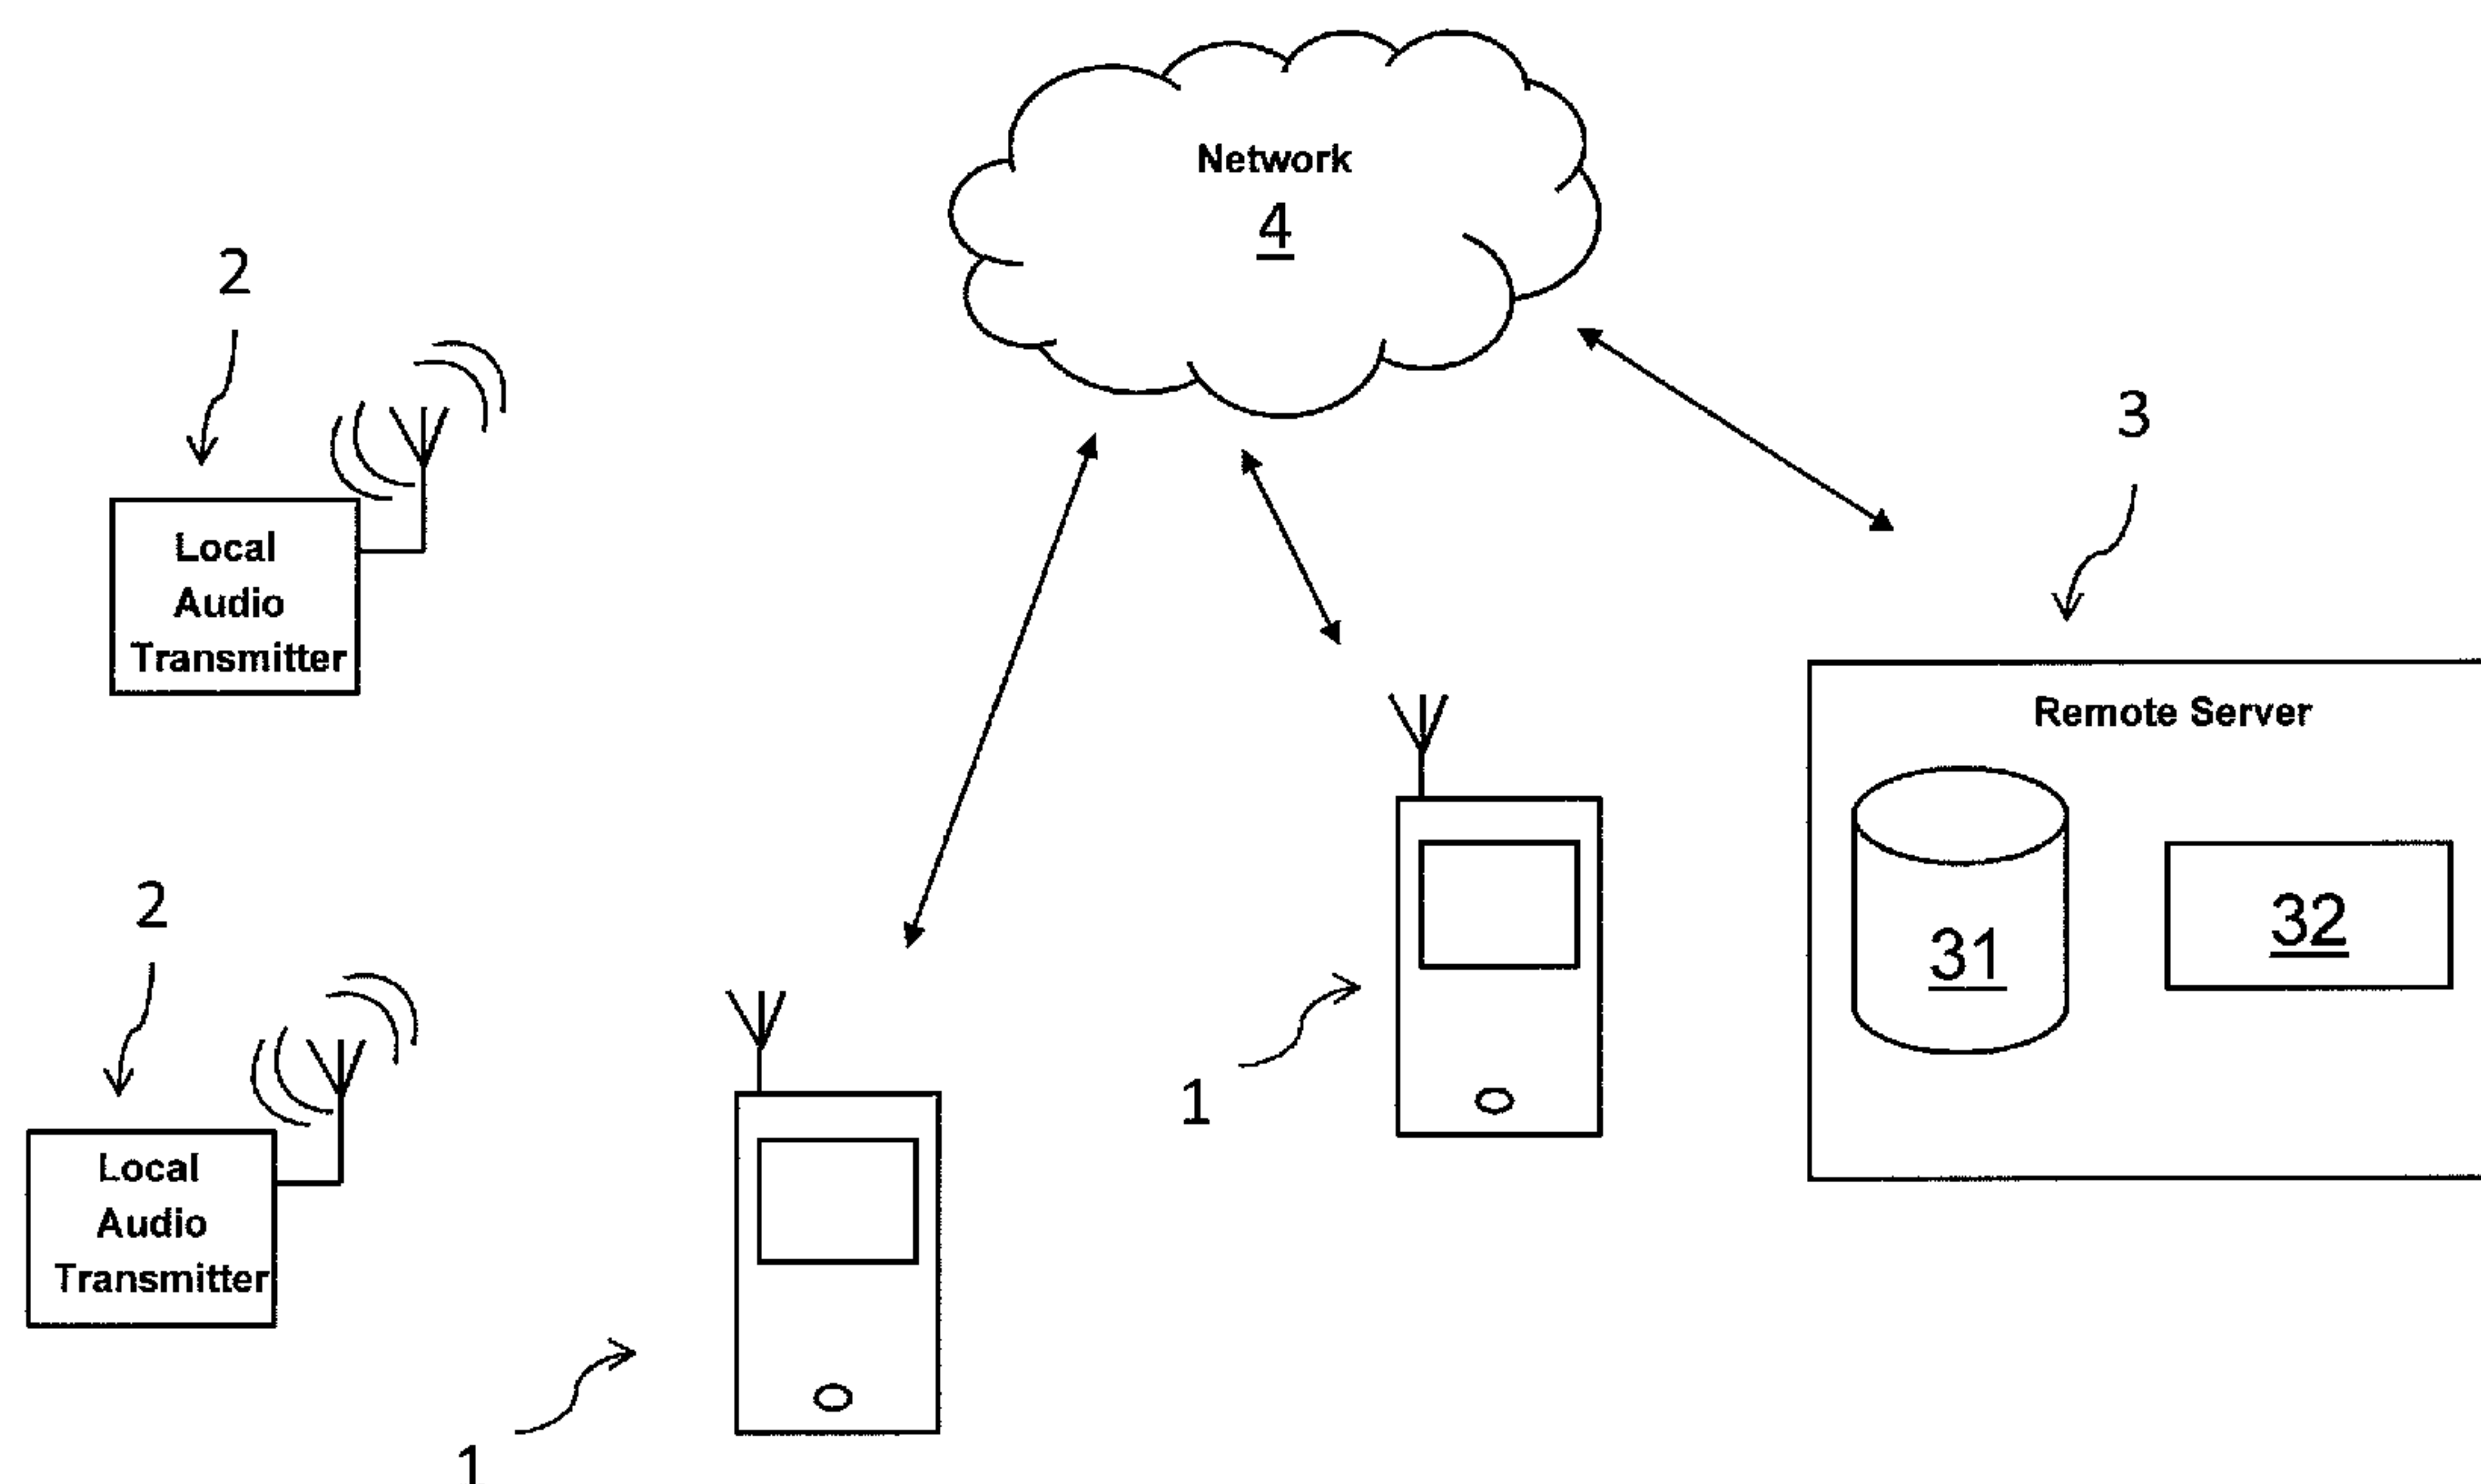 Network
4
2
Local
Audio
Transmitter
3
Remote Server
31
32
2
Local
Audio
Transmitter
1
1